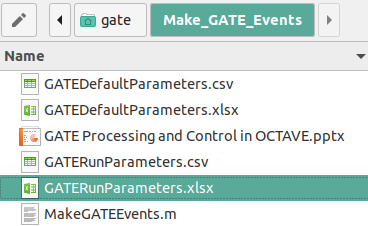 gate Make_GATE_Events
Name
GATEDefaultParameters.csv
GATEDefaultParameters.xlsx
GATE Processing and Control in OCTAVE.pptx
GATERunParameters.csv
GATERunParameters.xlsx
MakeGATEEvents.m